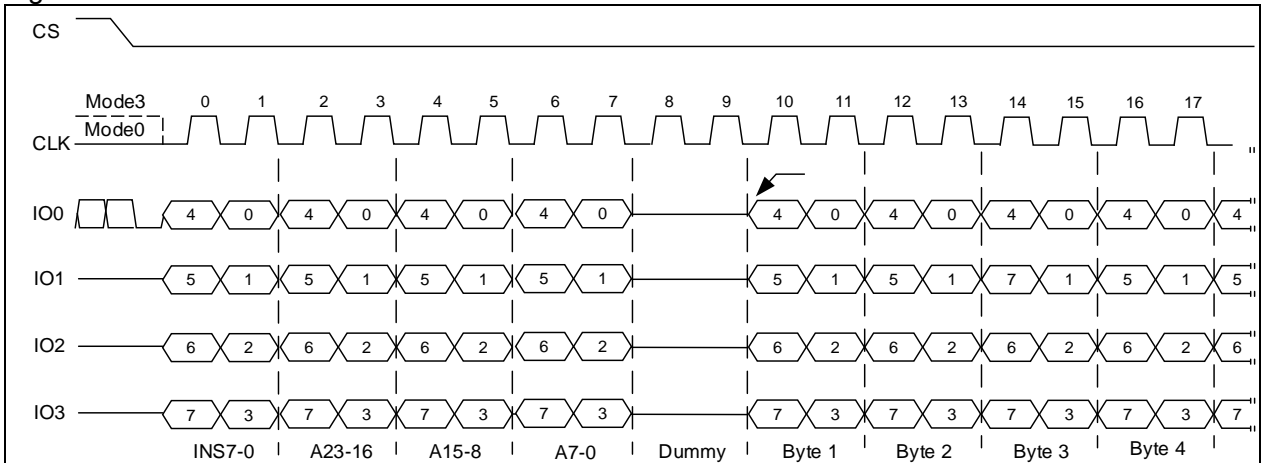 CS
Mode3 0 1 2 3 4 5 6 7 8 9 10 11 12 13 14 15 16 17
Mode0
CLK
IO0 4 0 4 0 4 0 4 0 4 0 4 0 4 0 4 0 4
IO1 5 1 5 1 5 1 5 1 5 1 5 1 7 1 5 1 5
IO2 6 2 6 2 6 2 6 2 6 2 6 2 6 2 6 2 6
IO3 7 3 7 3 7 3 7 3 7 3 7 3 7 3 7 3 7
INS7-0 A23-16 A15-8 A7-0 Dummy Byte 1 Byte 2 Byte 3 Byte 4